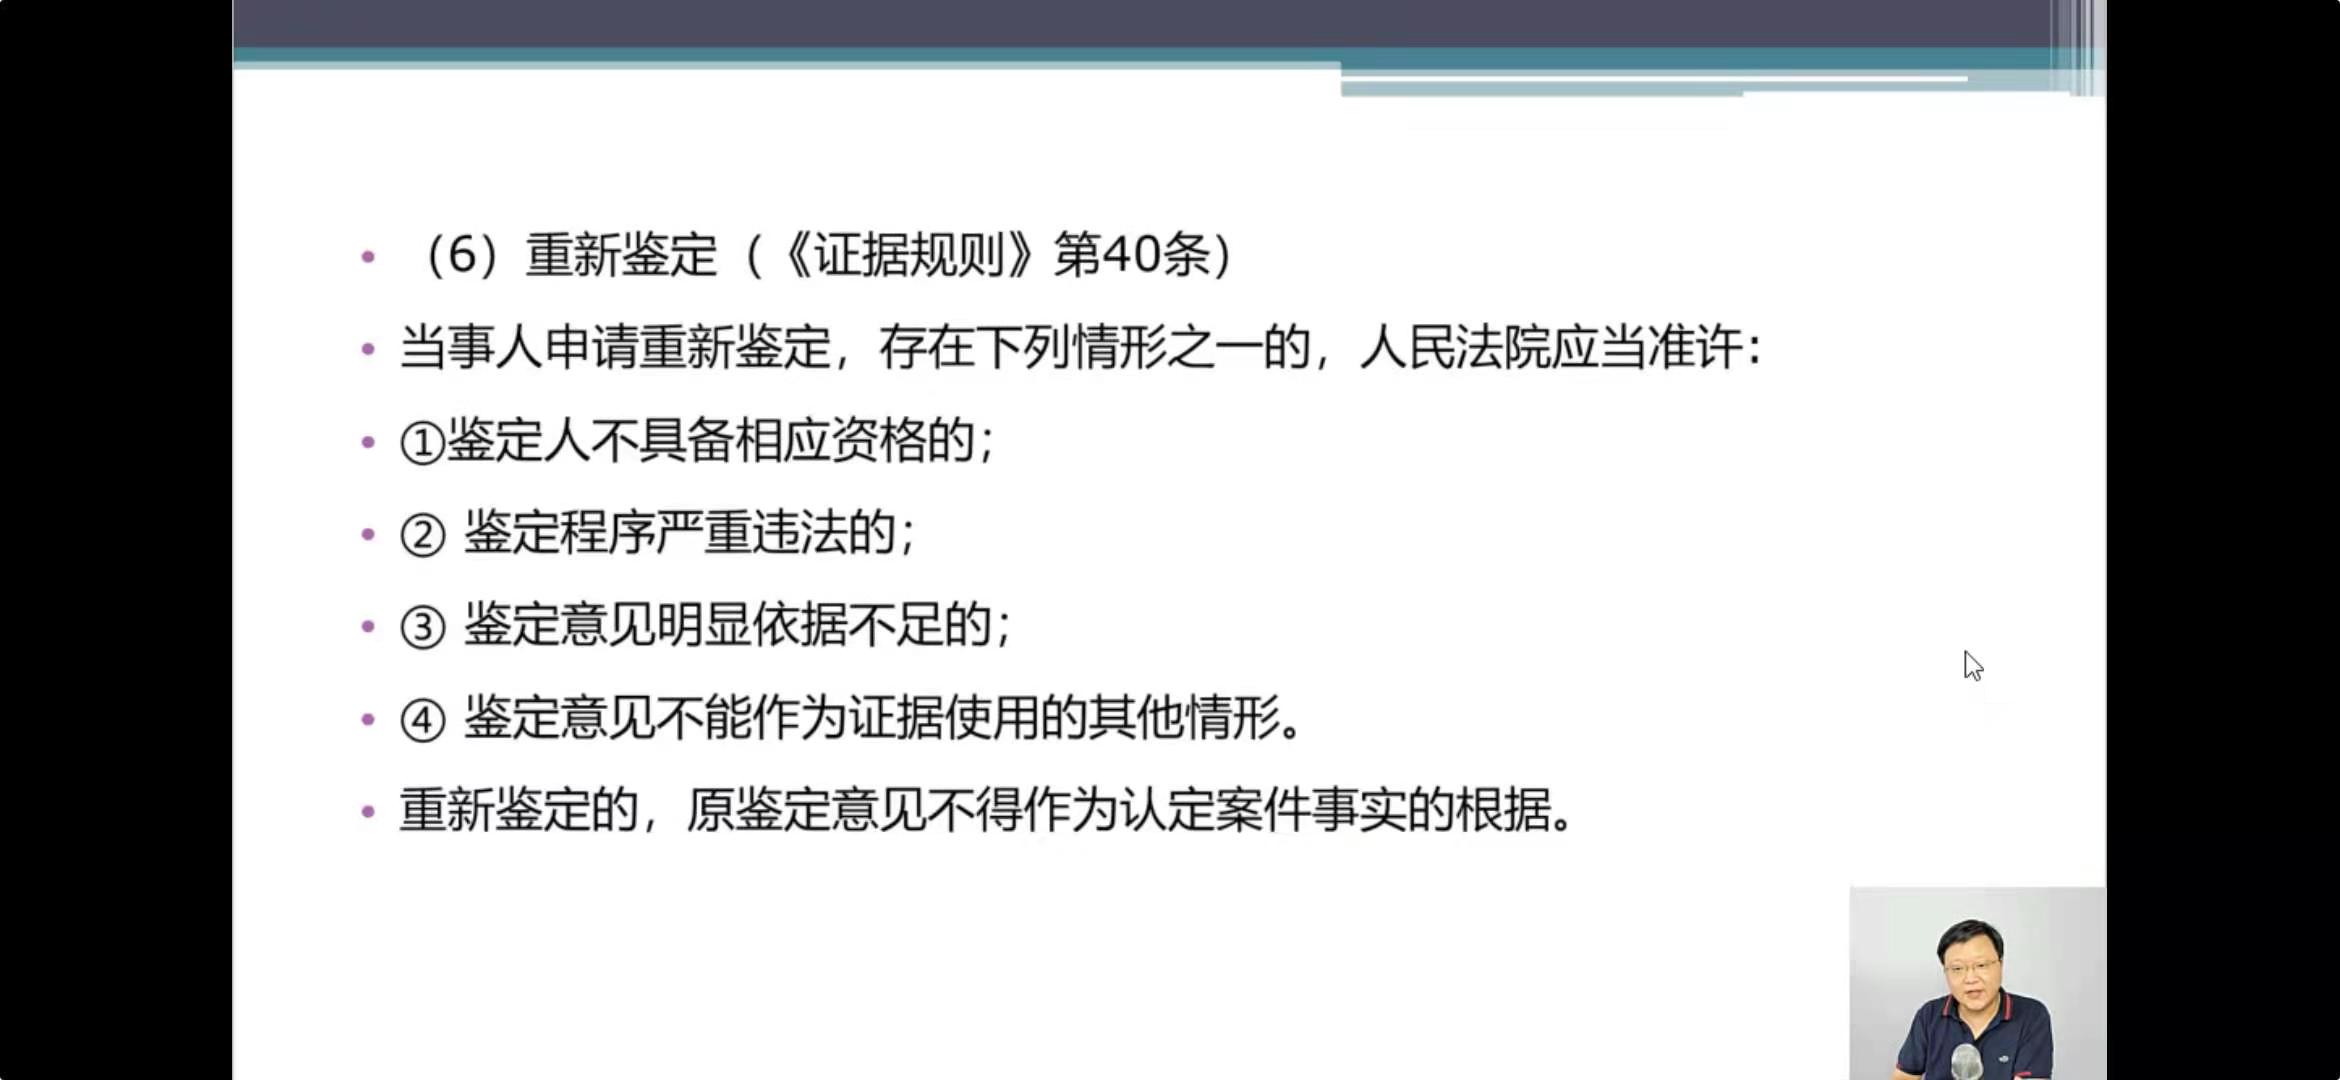 （6）重新鉴定（《证据规则》第40条）
当事人申请重新鉴定，存在下列情形之一的，人民法院应当准许：
①鉴定人不具备相应资格的；
② 鉴定程序严重违法的；
③ 鉴定意见明显依据不足的；
④ 鉴定意见不能作为证据使用的其他情形。
重新鉴定的，原鉴定意见不得作为认定案件事实的根据。